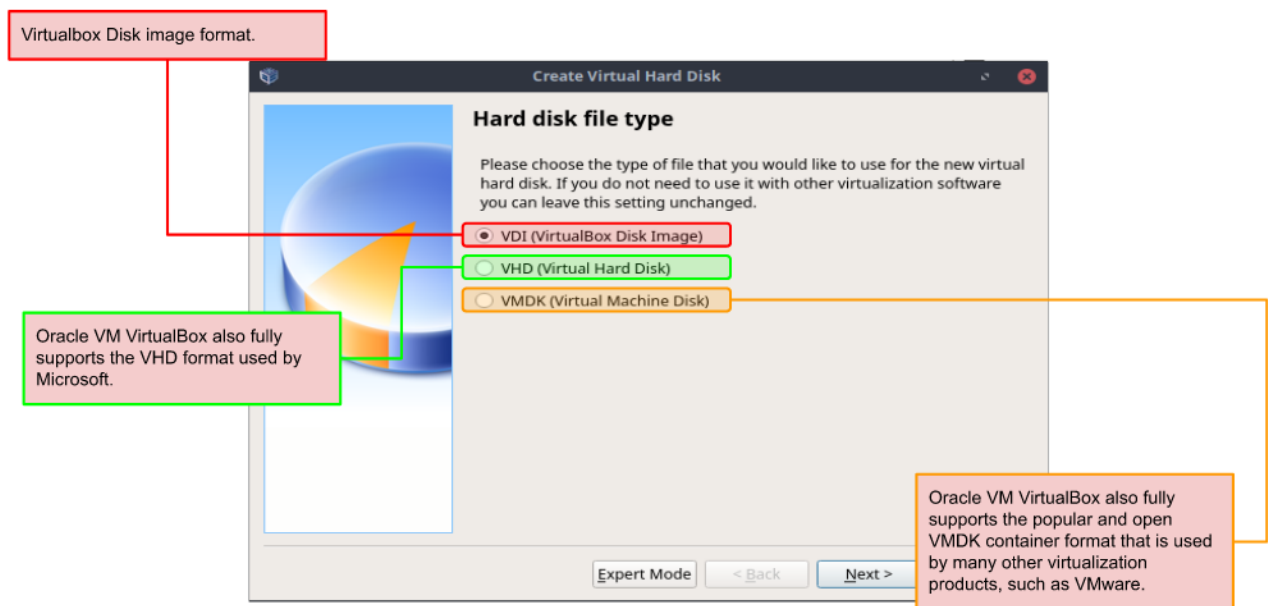 Virtualbox Disk image format.
Create Virtual Hard Disk
Hard disk file type
Please choose the type of file that you would like to use for the new virtual
hard disk. If you do not need to use it with other virtualization software
you can leave this setting unchanged.
VDI (VirtualBox Disk Image)
VHD (Virtual Hard Disk)
VMDK (Virtual Machine Disk)
Oracle VM VirtualBox also fully
supports the VHD format used by
Microsoft.
Oracle VM VirtualBox also fully
supports the popular and open
VMDK container format that is used
by many other virtualization
products, such as VMware.
Expert Mode
< Back
Next >